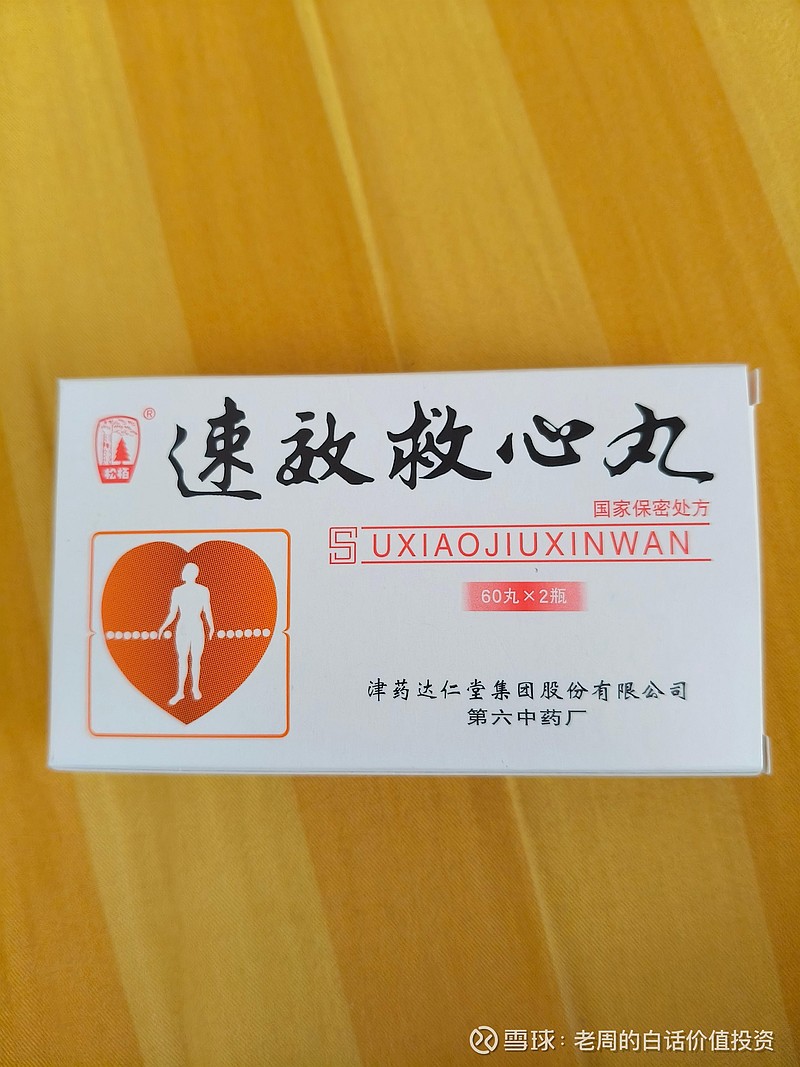 松栢
®
速效救心丸
国家保密处方
SUXIAOJIUXINWAN
60丸×2瓶
津药达仁堂集团股份有限公司
第六中药厂
雪球：老周的白话价值投资